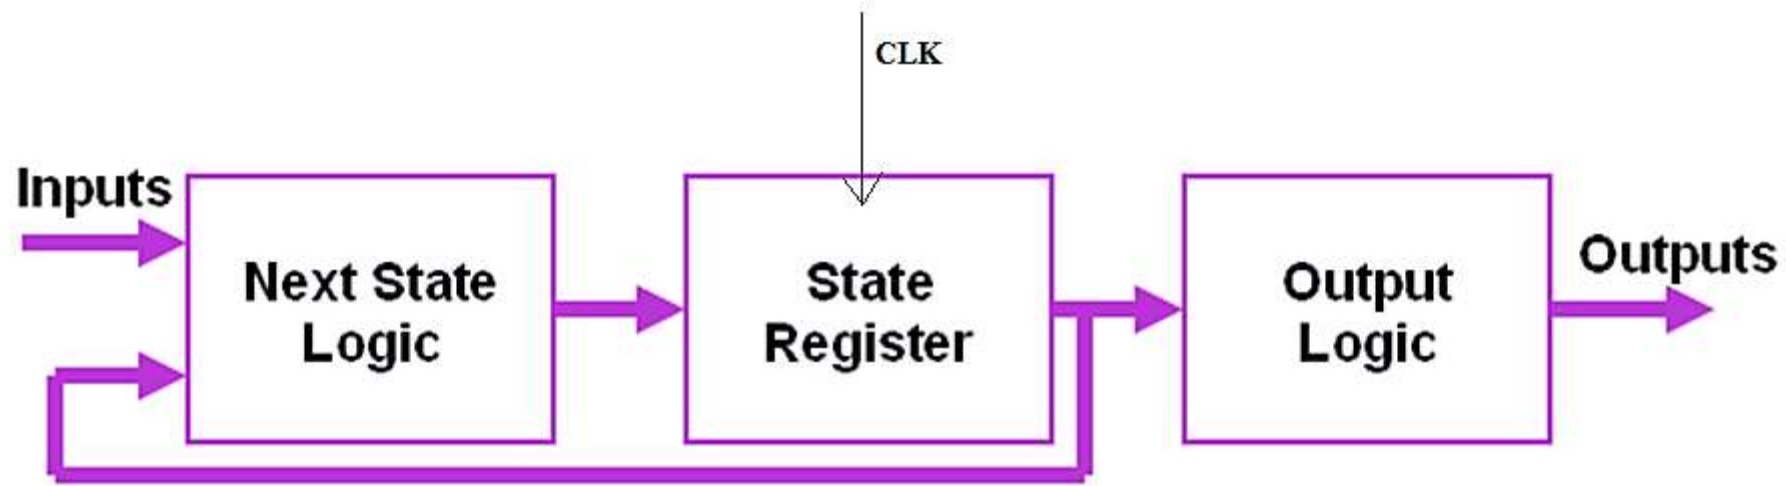 CLK
Inputs
Next State
Logic
State
Register
Output
Logic
Outputs